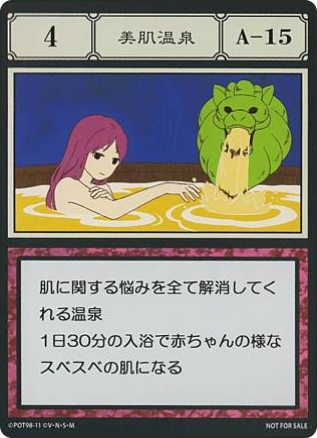 4
美肌温泉
A-15
肌に関する悩みを全て解消してく
れる温泉
1日30分の入浴で赤ちゃんの様な
スベスベの肌になる
©POT98-11 ©V・N・S・M
NOT FOR SALE